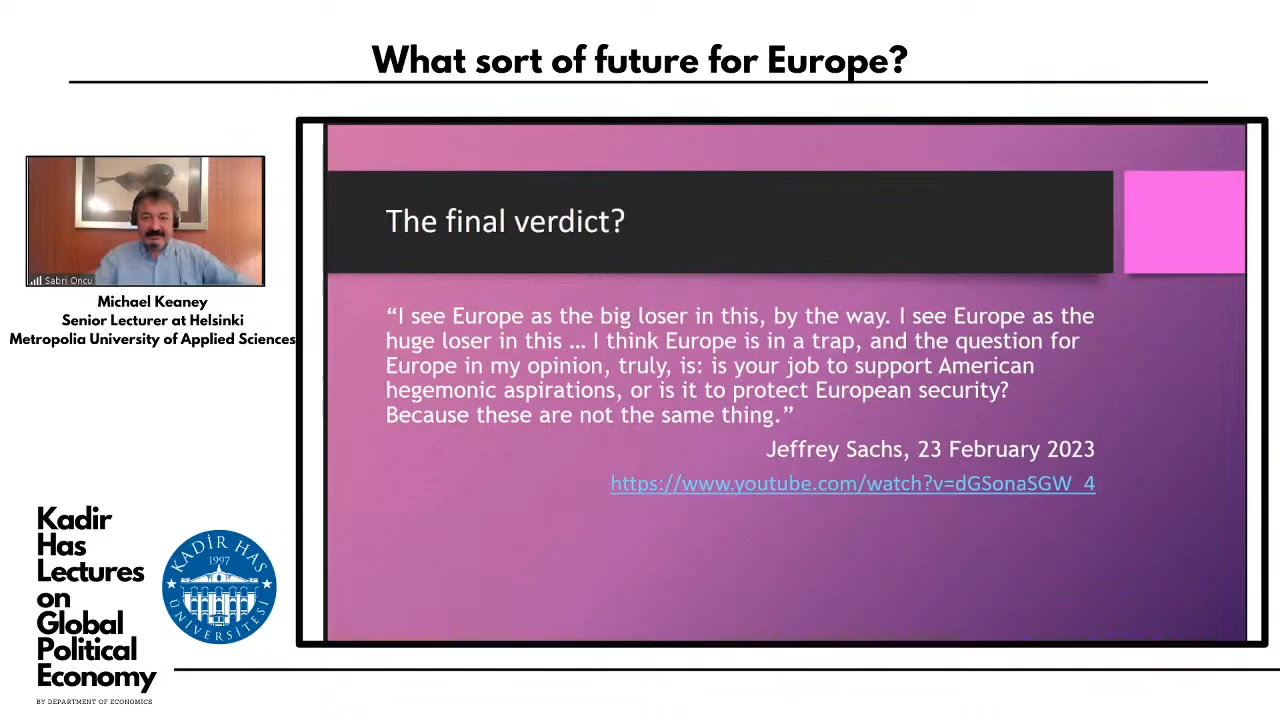 What sort of future for Europe?
Sabri Oncu
Michael Keaney
Senior Lecturer at Helsinki
Metropolia University of Applied Sciences
The final verdict?
“I see Europe as the big loser in this, by the way. I see Europe as the
huge loser in this … I think Europe is in a trap, and the question for
Europe in my opinion, truly, is: is your job to support American
hegemonic aspirations, or is it to protect European security?
Because these are not the same thing.”
Jeffrey Sachs, 23 February 2023
https://www.youtube.com/watch?v=dGSonaSGW_4
Kadir
Has
Lectures
on
Global
Political
Economy
BY DEPARTMENT OF ECONOMICS
KADİR HAS
1997
ÜNİVERSİTESİ